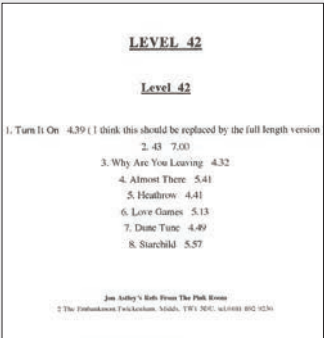 LEVEL 42
Level 42
1. Turn It On 4.39 ( I think this should be replaced by the full length version
2. 43 7.00
3. Why Are You Leaving 4.32
4. Almost There 5.41
5. Heathrow 4.41
6. Love Games 5.13
7. Dune Tune 4.49
8. Starchild 5.57
Jon Astley's Refs From The Pink Room
2 The Embankment, Twickenham, Middx, TW1 3DU,